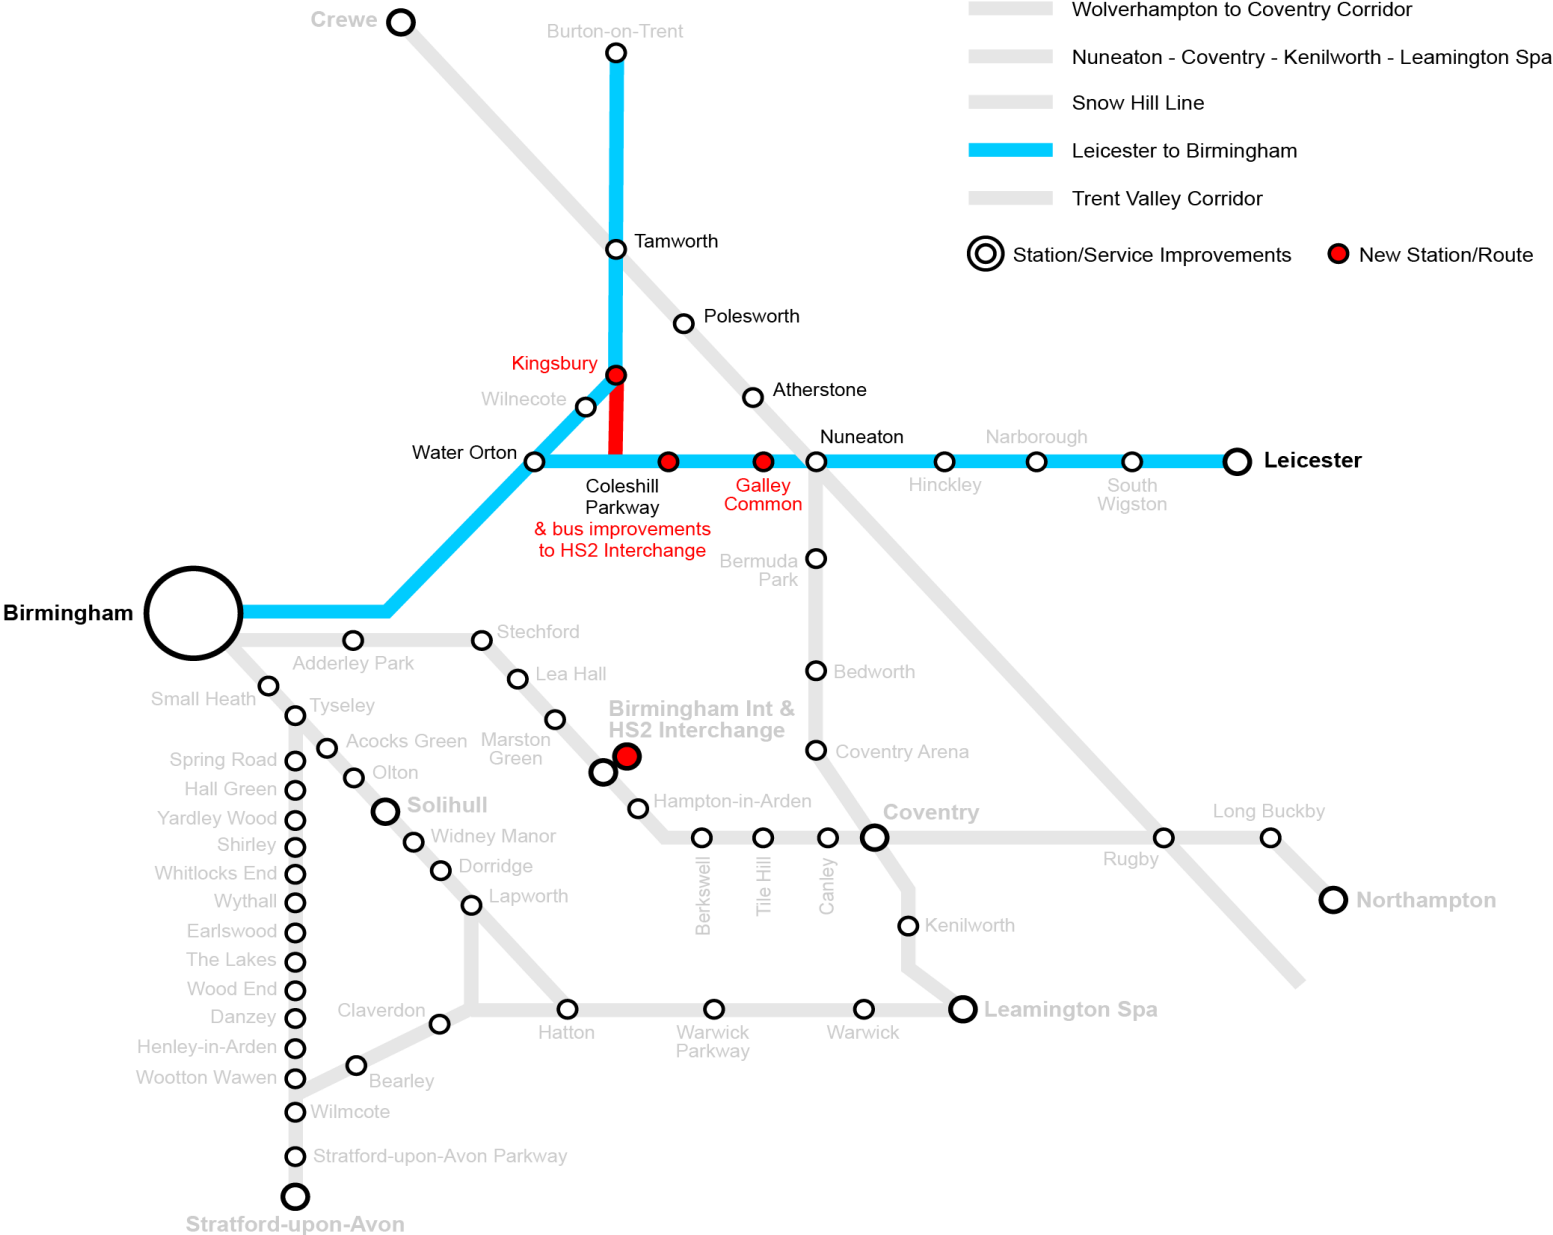 Crewe
Burton-on-Trent
Wolverhampton to Coventry Corridor
Nuneaton - Coventry - Kenilworth - Leamington Spa
Snow Hill Line
Leicester to Birmingham
Trent Valley Corridor
Station/Service Improvements
New Station/Route
Tamworth
Polesworth
Kingsbury
Wilnecote
Atherstone
Water Orton
Nuneaton
Narborough
Leicester
Coleshill
Parkway
& bus improvements
to HS2 Interchange
Galley
Common
Hinckley
South
Wigston
Bermuda
Park
Birmingham
Stechford
Adderley Park
Lea Hall
Bedworth
Small Heath
Tyseley
Birmingham Int &
HS2 Interchange
Acocks Green
Marston
Green
Coventry Arena
Spring Road
Olton
Hall Green
Solihull
Hampton-in-Arden
Coventry
Long Buckby
Yardley Wood
Widney Manor
Shirley
Rugby
Dorridge
Whitlocks End
Berkswell
Tile Hill
Canley
Lapworth
Wythall
Northampton
Earlswood
Kenilworth
The Lakes
Wood End
Claverdon
Leamington Spa
Danzey
Hatton
Warwick
Parkway
Warwick
Henley-in-Arden
Wootton Wawen
Bearley
Wilmcote
Stratford-upon-Avon Parkway
Stratford-upon-Avon